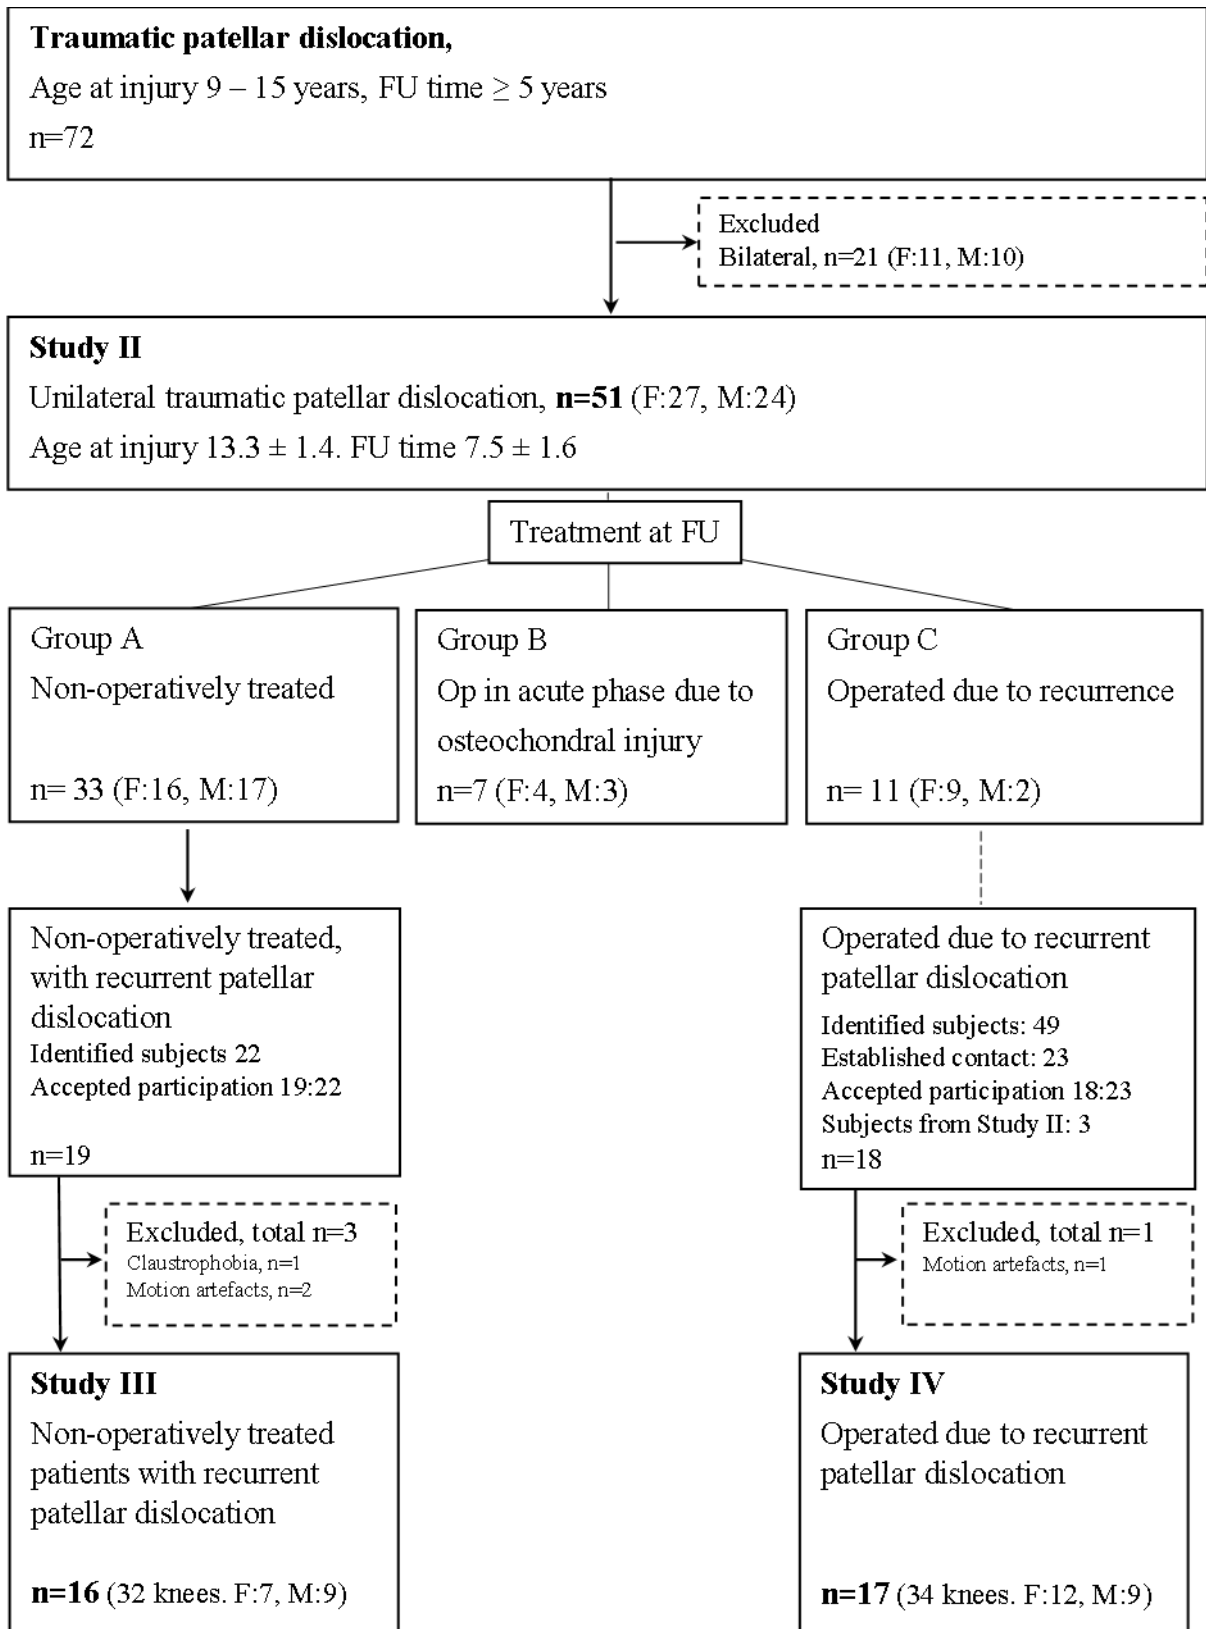 Traumatic patellar dislocation,
Age at injury 9 – 15 years, FU time ≥ 5 years
n=72
Excluded
Bilateral, n=21 (F:11, M:10)
Study II
Unilateral traumatic patellar dislocation, n=51 (F:27, M:24)
Age at injury 13.3 ± 1.4. FU time 7.5 ± 1.6
Treatment at FU
Group A
Non-operatively treated
n= 33 (F:16, M:17)
Group B
Op in acute phase due to
osteochondral injury
n=7 (F:4, M:3)
Group C
Operated due to recurrence
n= 11 (F:9, M:2)
Non-operatively treated,
with recurrent patellar
dislocation
Identified subjects 22
Accepted participation 19:22
n=19
Operated due to recurrent
patellar dislocation
Identified subjects: 49
Established contact: 23
Accepted participation 18:23
Subjects from Study II: 3
n=18
Excluded, total n=3
Claustrophobia, n=1
Motion artefacts, n=2
Excluded, total n=1
Motion artefacts, n=1
Study III
Non-operatively treated
patients with recurrent
patellar dislocation
n=16 (32 knees. F:7, M:9)
Study IV
Operated due to recurrent
patellar dislocation
n=17 (34 knees. F:12, M:9)